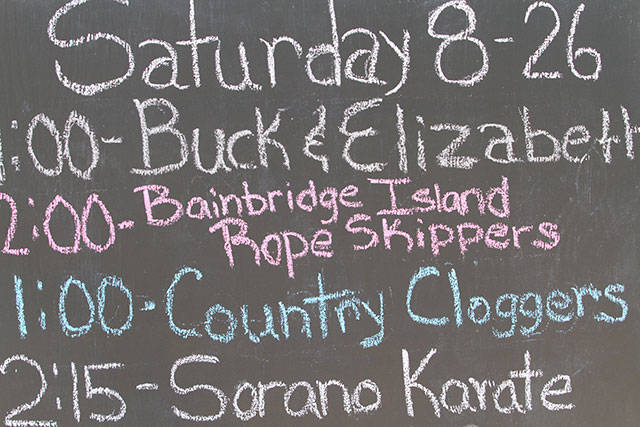 Saturday 8-26
1:00- Buck & Elizabeth
2:00- Bainbridge Island
Rope Skippers
1:00- Country Cloggers
2:15- Sorano Karate